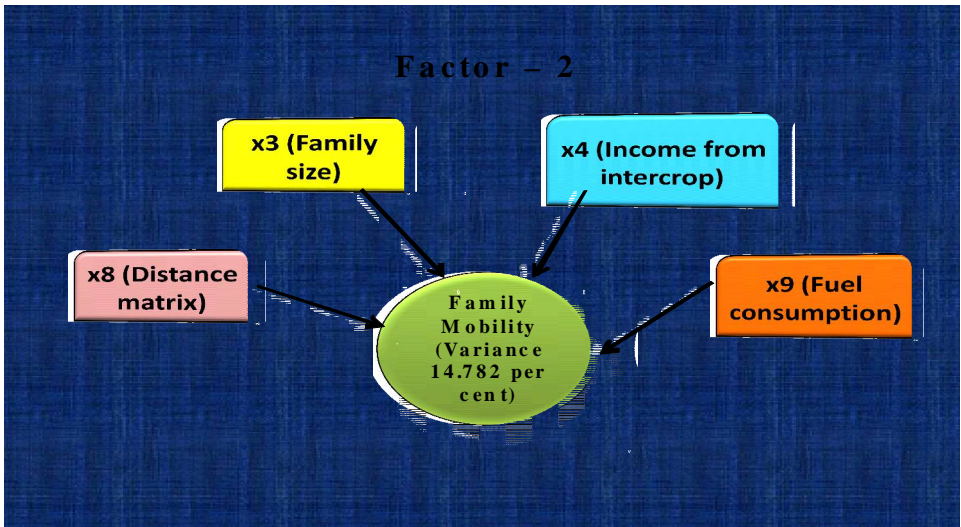 Factor – 2
x3 (Family
size)
x4 (Income from
intercrop)
x8 (Distance
matrix)
x9 (Fuel
consumption)
Family
Mobility
(Variance
14.782 per
cent)